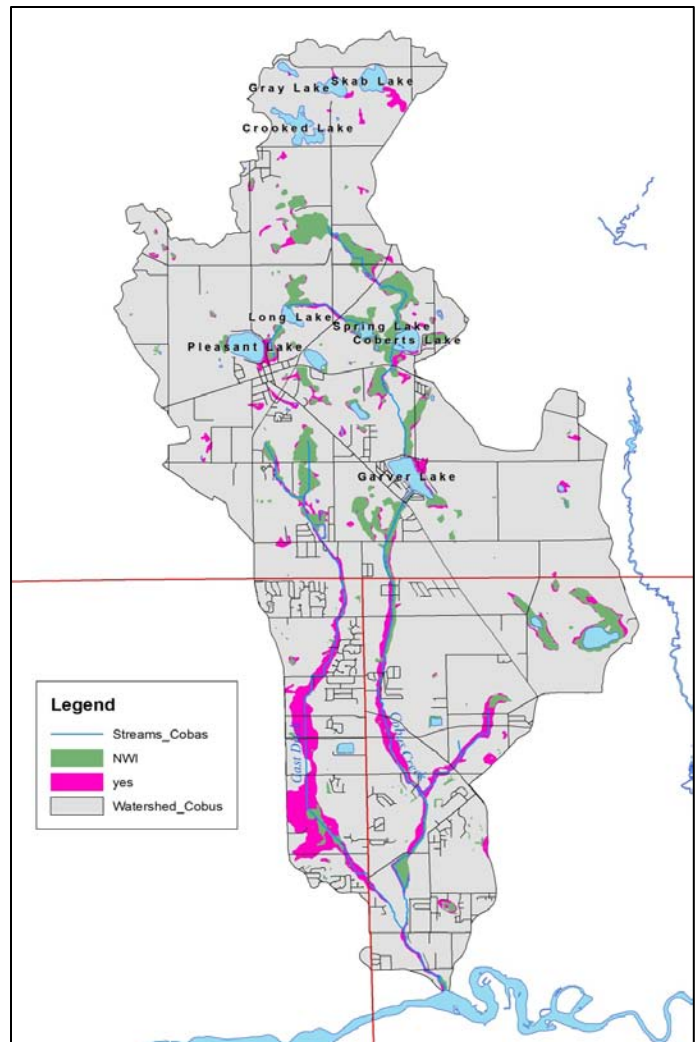 Skab Lake
Gray Lake
Crooked Lake
Long Lake
Spring Lake
Pleasant Lake
Coberts Lake
Garver Lake
Legend
Streams_Cobas
NWI
yes
Watershed_Cobus
Creek